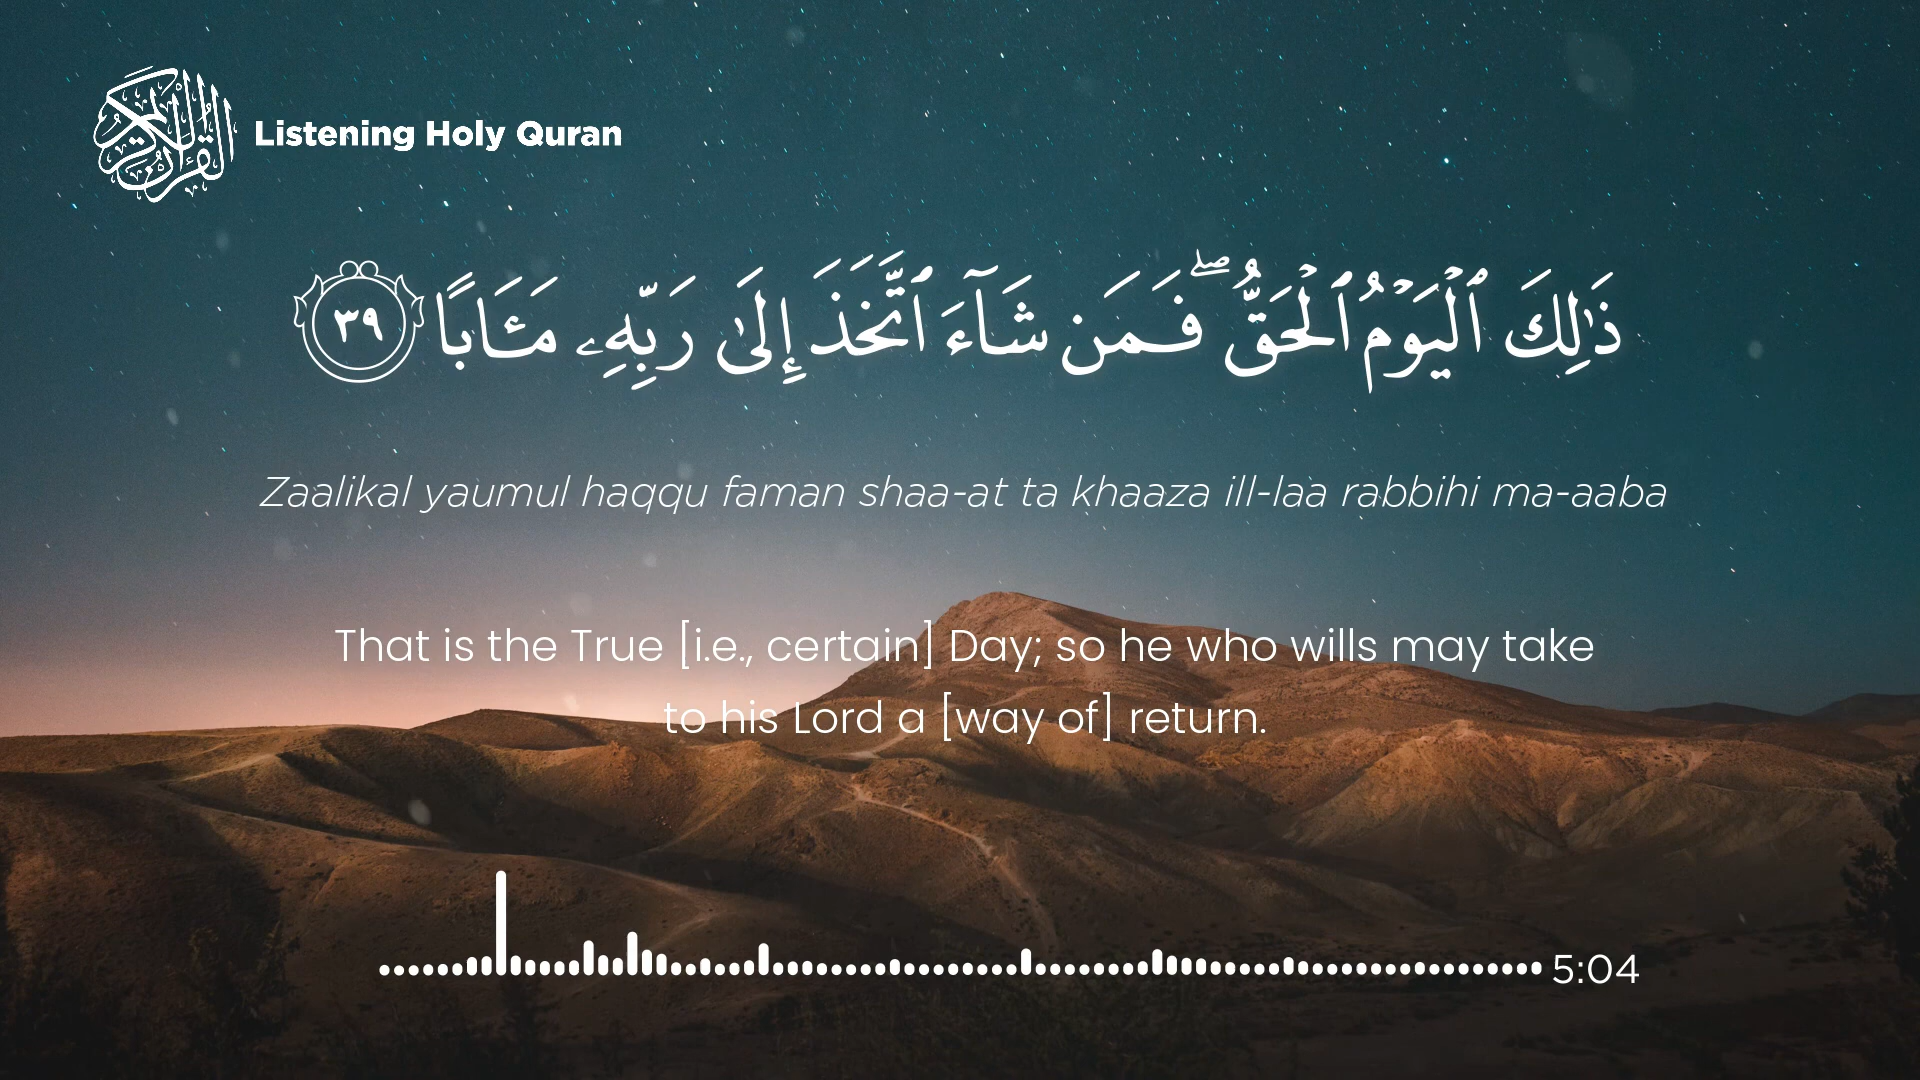 القرآن الكريم
Listening Holy Quran
ذَٰلِكَ ٱلْيَوْمُ ٱلْحَقُّ ۖ فَمَن شَآءَ ٱتَّخَذَ إِلَىٰ رَبِّهِۦ مَـَٔابًا ٣٩
Zaalikal yaumul haqqu faman shaa-at ta khaaza ill-laa rabbihi ma-aaba
That is the True [i.e., certain] Day; so he who wills may take
to his Lord a [way of] return.
5:04